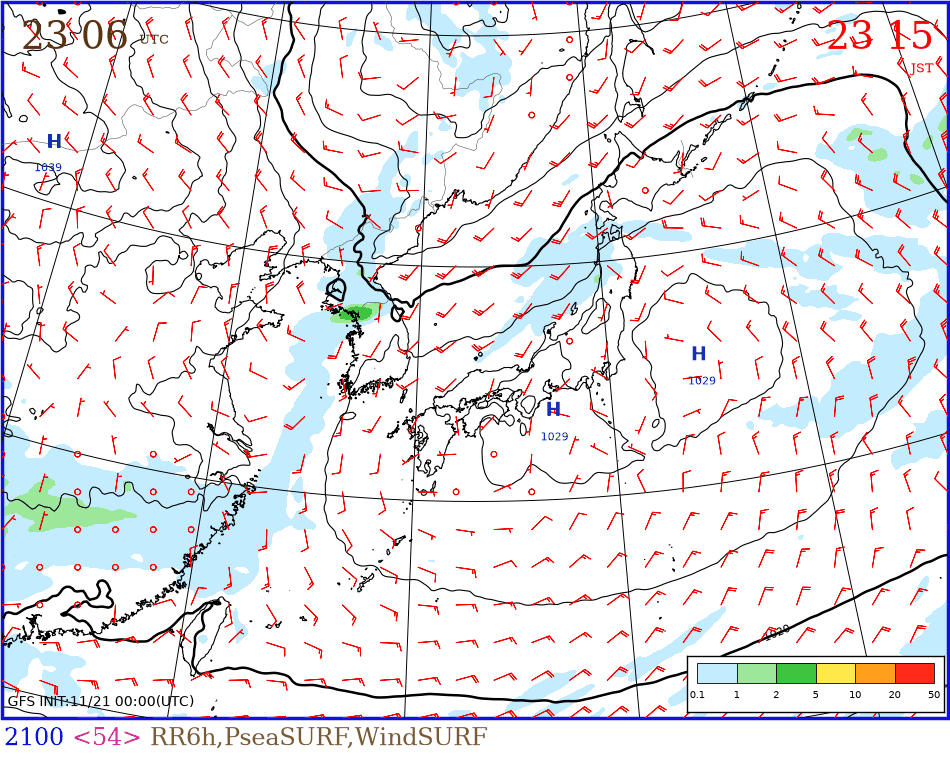 23 06 UTC
23 15
JST
H
1039
H
1029
H
1029
1020
0.1 1 2 5 10 20 50
GFS INIT:11/21 00:00(UTC)
2100 <54> RR6h,PseaSURF,WindSURF